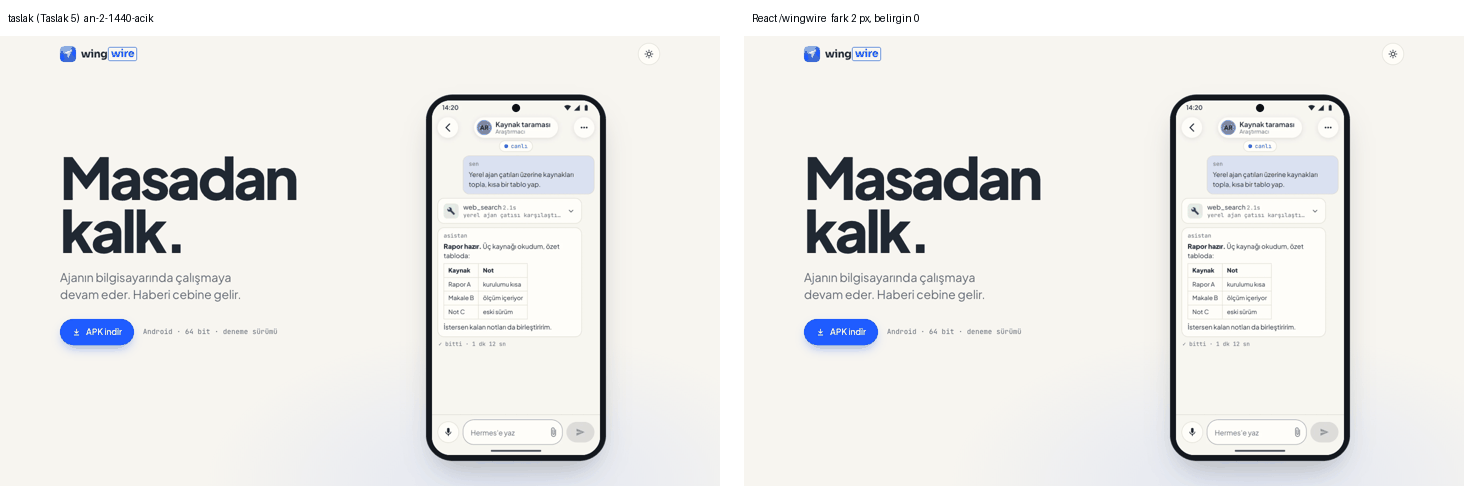 taslak (Taslak 5) an-2-1440-acik
wing wire
Masadan
kalk.
Ajanın bilgisayarında çalışmaya
devam eder. Haberi cebine gelir.
APK indir
Android · 64 bit · deneme sürümü
14:20
AR
Kaynak taraması
Araştırmacı
canlı
sen
Yerel ajan çatıları üzerine kaynakları
topla, kısa bir tablo yap.
web_search 2.1s
yerel ajan çatısı karşılaştı…
asistan
Rapor hazır. Üç kaynağı okudum, özet
tabloda:
Kaynak Not
Rapor A kurulumu kısa
Makale B ölçüm içeriyor
Not C eski sürüm
İstersen kalan notları da birleştiririm.
✓ bitti · 1 dk 12 sn
Hermes'e yaz
React/wingwire fark 2 px, belirgin 0
wing wire
Masadan
kalk.
Ajanın bilgisayarında çalışmaya
devam eder. Haberi cebine gelir.
APK indir
Android · 64 bit · deneme sürümü
14:20
AR
Kaynak taraması
Araştırmacı
canlı
sen
Yerel ajan çatıları üzerine kaynakları
topla, kısa bir tablo yap.
web_search 2.1s
yerel ajan çatısı karşılaştı…
asistan
Rapor hazır. Üç kaynağı okudum, özet
tabloda:
Kaynak Not
Rapor A kurulumu kısa
Makale B ölçüm içeriyor
Not C eski sürüm
İstersen kalan notları da birleştiririm.
✓ bitti · 1 dk 12 sn
Hermes'e yaz